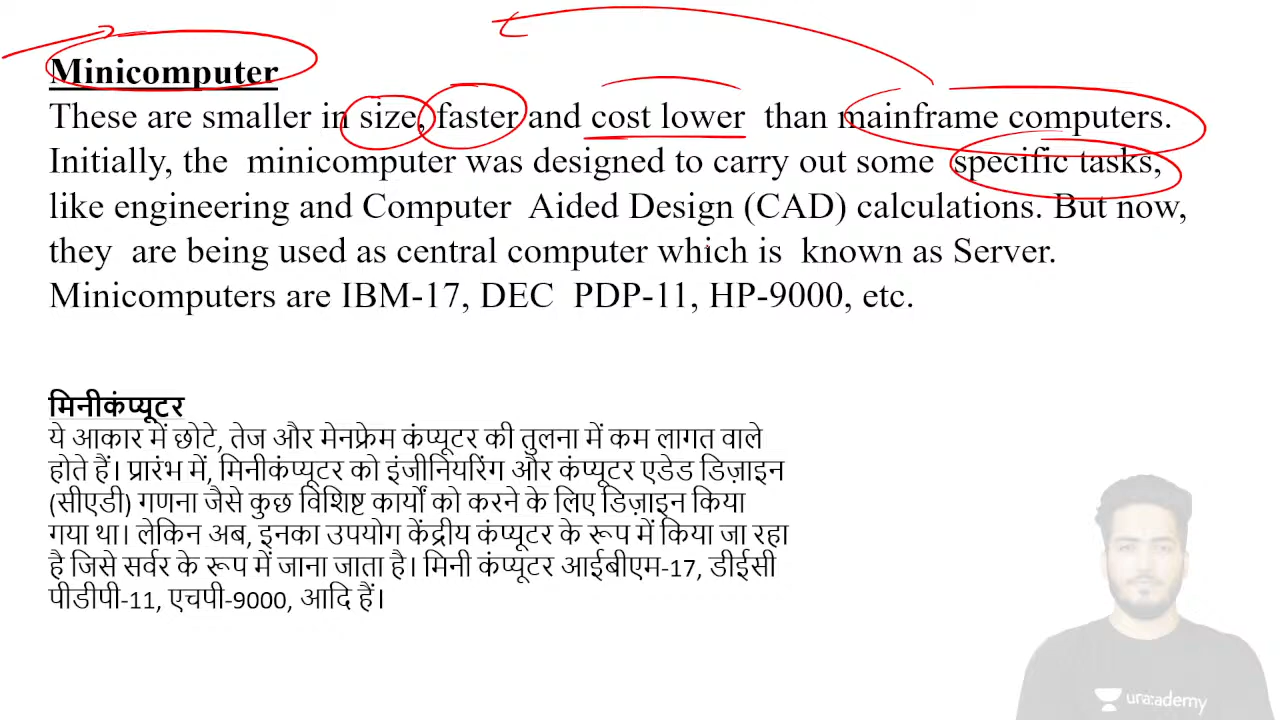 Minicomputer
These are smaller in size, faster and cost lower than mainframe computers.
Initially, the minicomputer was designed to carry out some specific tasks,
like engineering and Computer Aided Design (CAD) calculations. But now,
they are being used as central computer which is known as Server.
Minicomputers are IBM-17, DEC PDP-11, HP-9000, etc.
मिनीकंप्यूटर
ये आकार में छोटे, तेज और मेनफ्रेम कंप्यूटर की तुलना में कम लागत वाले
होते हैं। प्रारंभ में, मिनीकंप्यूटर को इंजीनियरिंग और कंप्यूटर एडेड डिज़ाइन
(सीएडी) गणना जैसे कुछ विशिष्ट कार्यों को करने के लिए डिज़ाइन किया
गया था। लेकिन अब, इनका उपयोग केंद्रीय कंप्यूटर के रूप में किया जा रहा
है जिसे सर्वर के रूप में जाना जाता है। मिनी कंप्यूटर आईबीएम-17, डीईसी
पीडीपी-11, एचपी-9000, आदि हैं।
unacademy